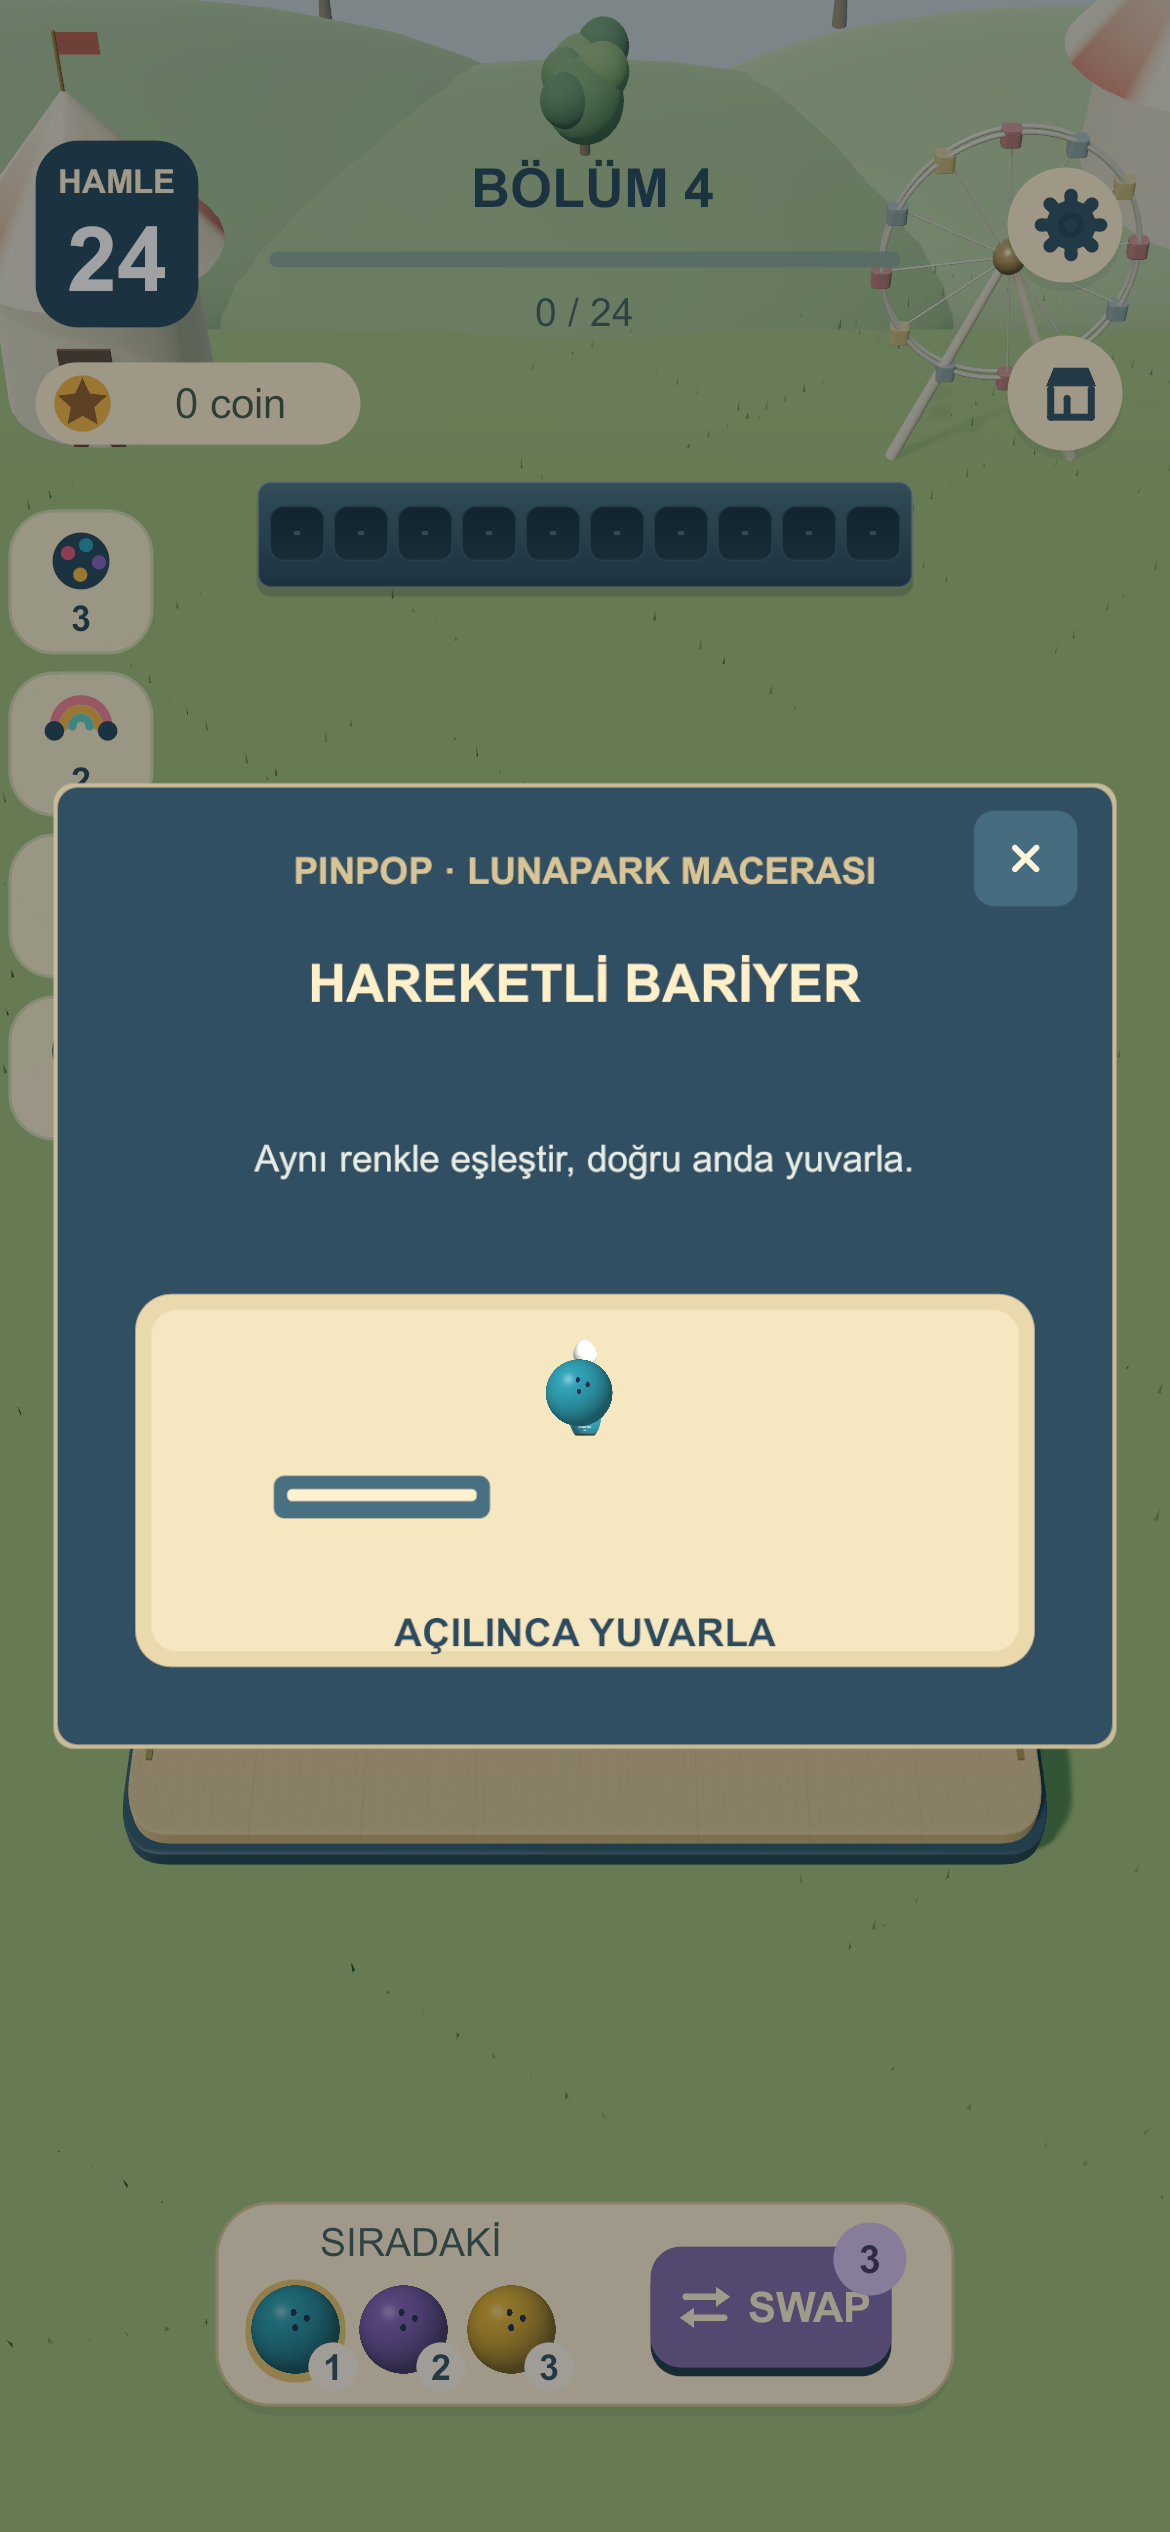 HAMLE
24
BÖLÜM 4
0 / 24
0 coin
3
2
PINPOP · LUNAPARK MACERASI
HAREKETLİ BARİYER
Aynı renkle eşleştir, doğru anda yuvarla.
AÇILINCA YUVARLA
SIRADAKİ
1
2
3
SWAP
3